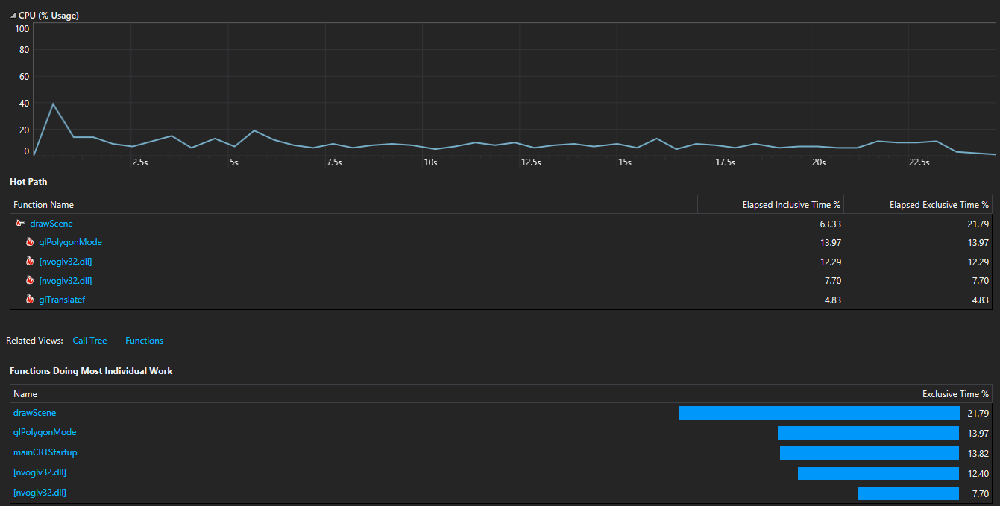 CPU (% Usage)
100
80
60
40
20
0
2.5s 5s 7.5s 10s 12.5s 15s 17.5s 20s 22.5s
Hot Path
Function Name Elapsed Inclusive Time % Elapsed Exclusive Time %
drawScene 63.33 21.79
glPolygonMode 13.97 13.97
[nvoglv32.dll] 12.29 12.29
[nvoglv32.dll] 7.70 7.70
glTranslatef 4.83 4.83
Related Views: Call Tree Functions
Functions Doing Most Individual Work
Name Exclusive Time %
drawScene 21.79
glPolygonMode 13.97
mainCRTStartup 13.82
[nvoglv32.dll] 12.40
[nvoglv32.dll] 7.70